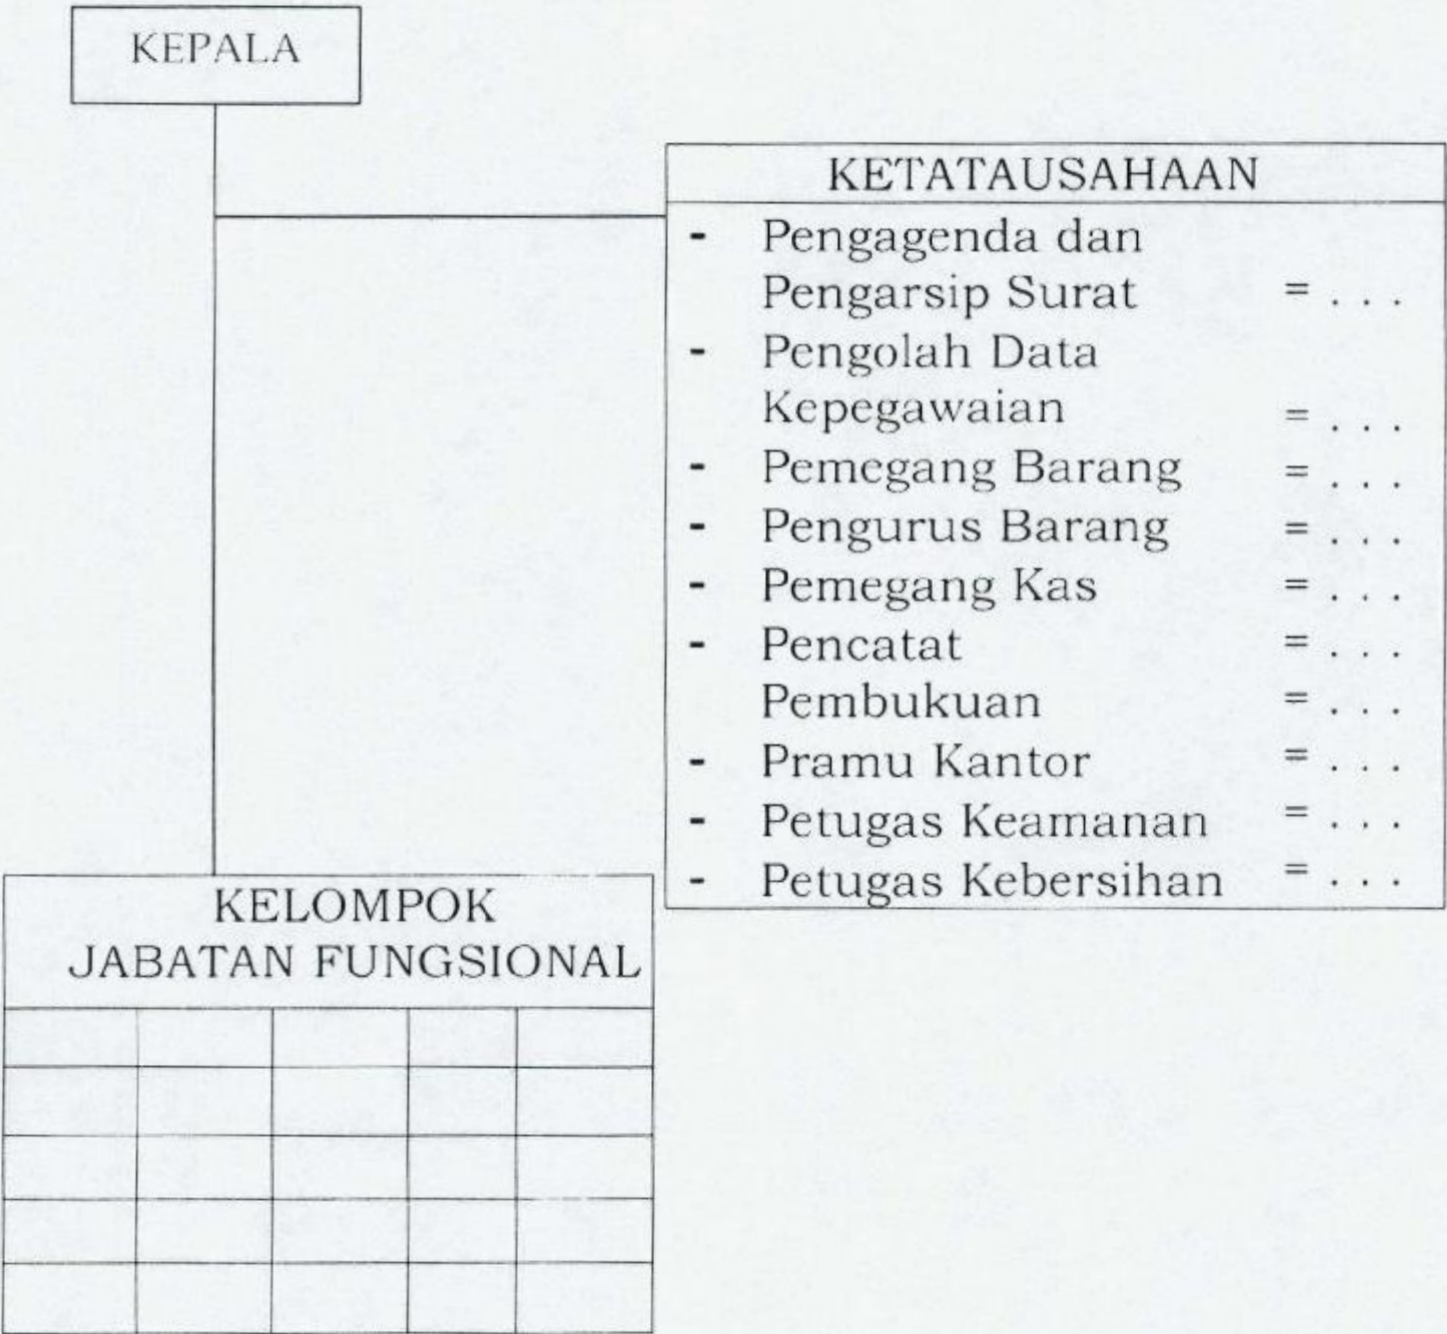 KEPALA
KETATAUSAHAAN
- Pengagenda dan
Pengarsip Surat = . . .
- Pengolah Data
Kepegawaian = . . .
- Pemegang Barang = . . .
- Pengurus Barang = . . .
- Pemegang Kas = . . .
- Pencatat = . . .
Pembukuan = . . .
- Pramu Kantor = . . .
- Petugas Keamanan = . . .
- Petugas Kebersihan = . . .
KELOMPOK
JABATAN FUNGSIONAL